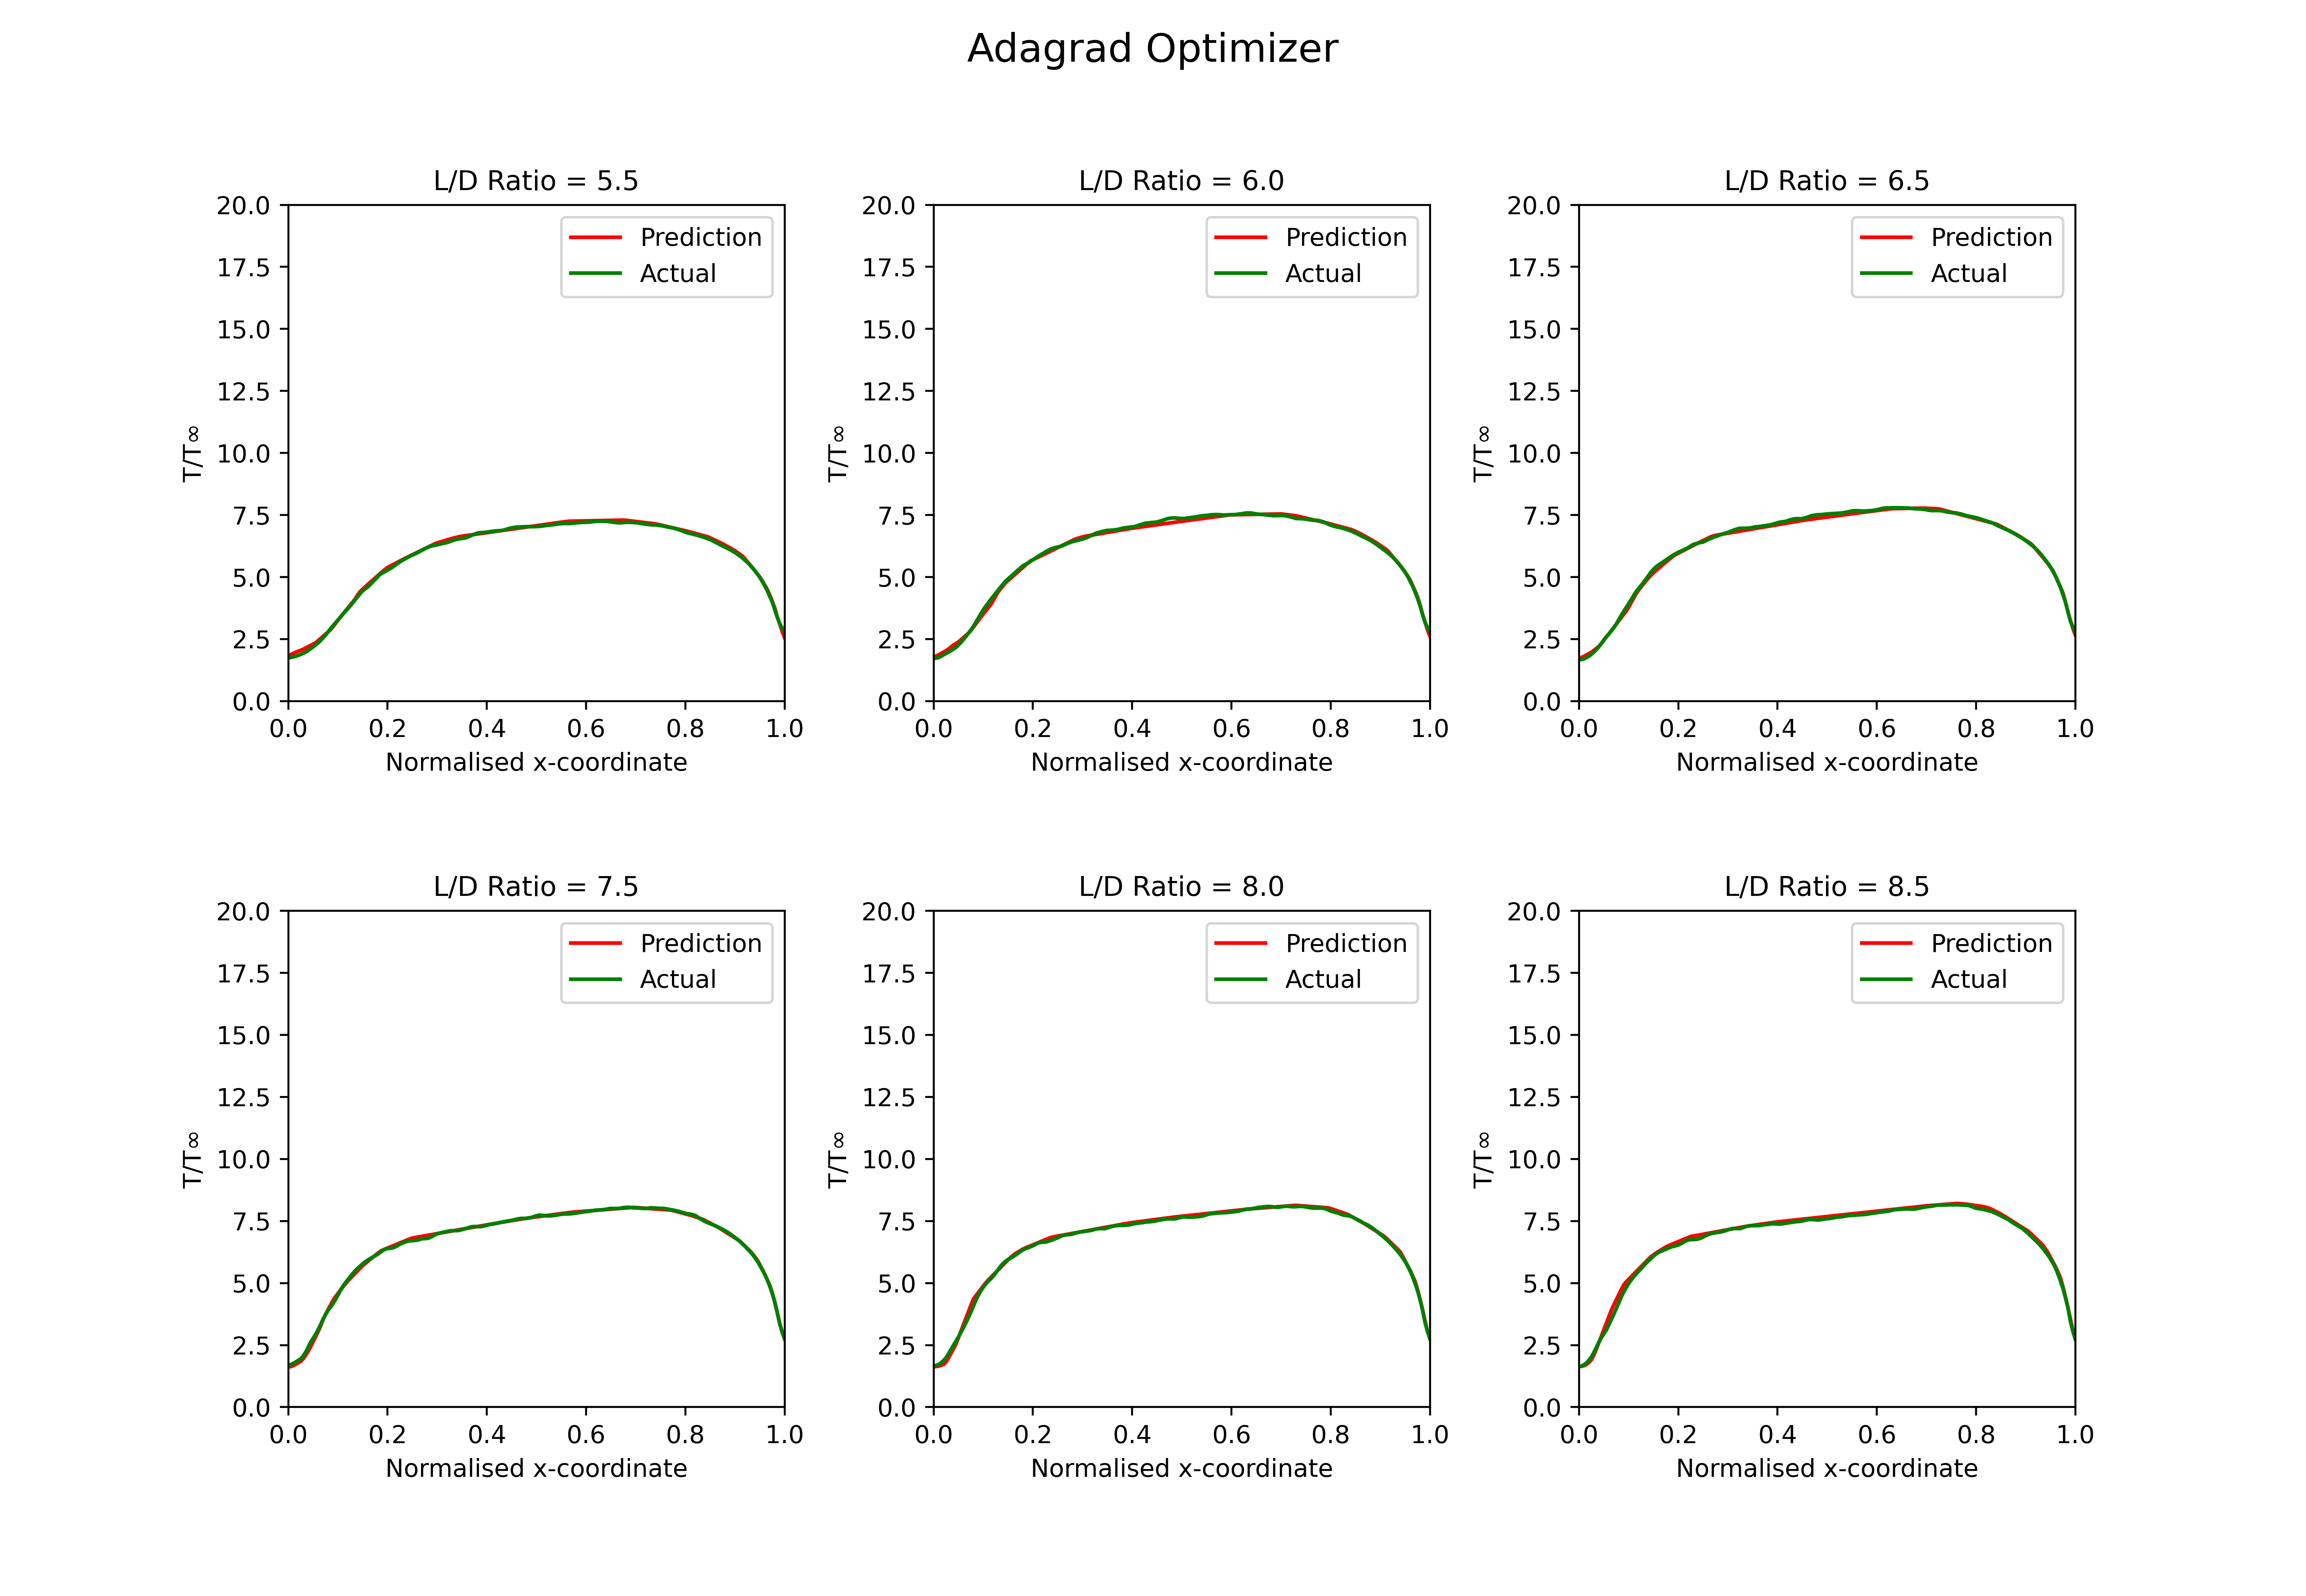 Adagrad Optimizer
L/D Ratio = 5.5
20.0
17.5
15.0
12.5
10.0
7.5
5.0
2.5
0.0
T/T∞
0.0 0.2 0.4 0.6 0.8 1.0
Normalised x-coordinate
Prediction
Actual
L/D Ratio = 6.0
20.0
17.5
15.0
12.5
10.0
7.5
5.0
2.5
0.0
T/T∞
0.0 0.2 0.4 0.6 0.8 1.0
Normalised x-coordinate
Prediction
Actual
L/D Ratio = 6.5
20.0
17.5
15.0
12.5
10.0
7.5
5.0
2.5
0.0
T/T∞
0.0 0.2 0.4 0.6 0.8 1.0
Normalised x-coordinate
Prediction
Actual
L/D Ratio = 7.5
20.0
17.5
15.0
12.5
10.0
7.5
5.0
2.5
0.0
T/T∞
0.0 0.2 0.4 0.6 0.8 1.0
Normalised x-coordinate
Prediction
Actual
L/D Ratio = 8.0
20.0
17.5
15.0
12.5
10.0
7.5
5.0
2.5
0.0
T/T∞
0.0 0.2 0.4 0.6 0.8 1.0
Normalised x-coordinate
Prediction
Actual
L/D Ratio = 8.5
20.0
17.5
15.0
12.5
10.0
7.5
5.0
2.5
0.0
T/T∞
0.0 0.2 0.4 0.6 0.8 1.0
Normalised x-coordinate
Prediction
Actual